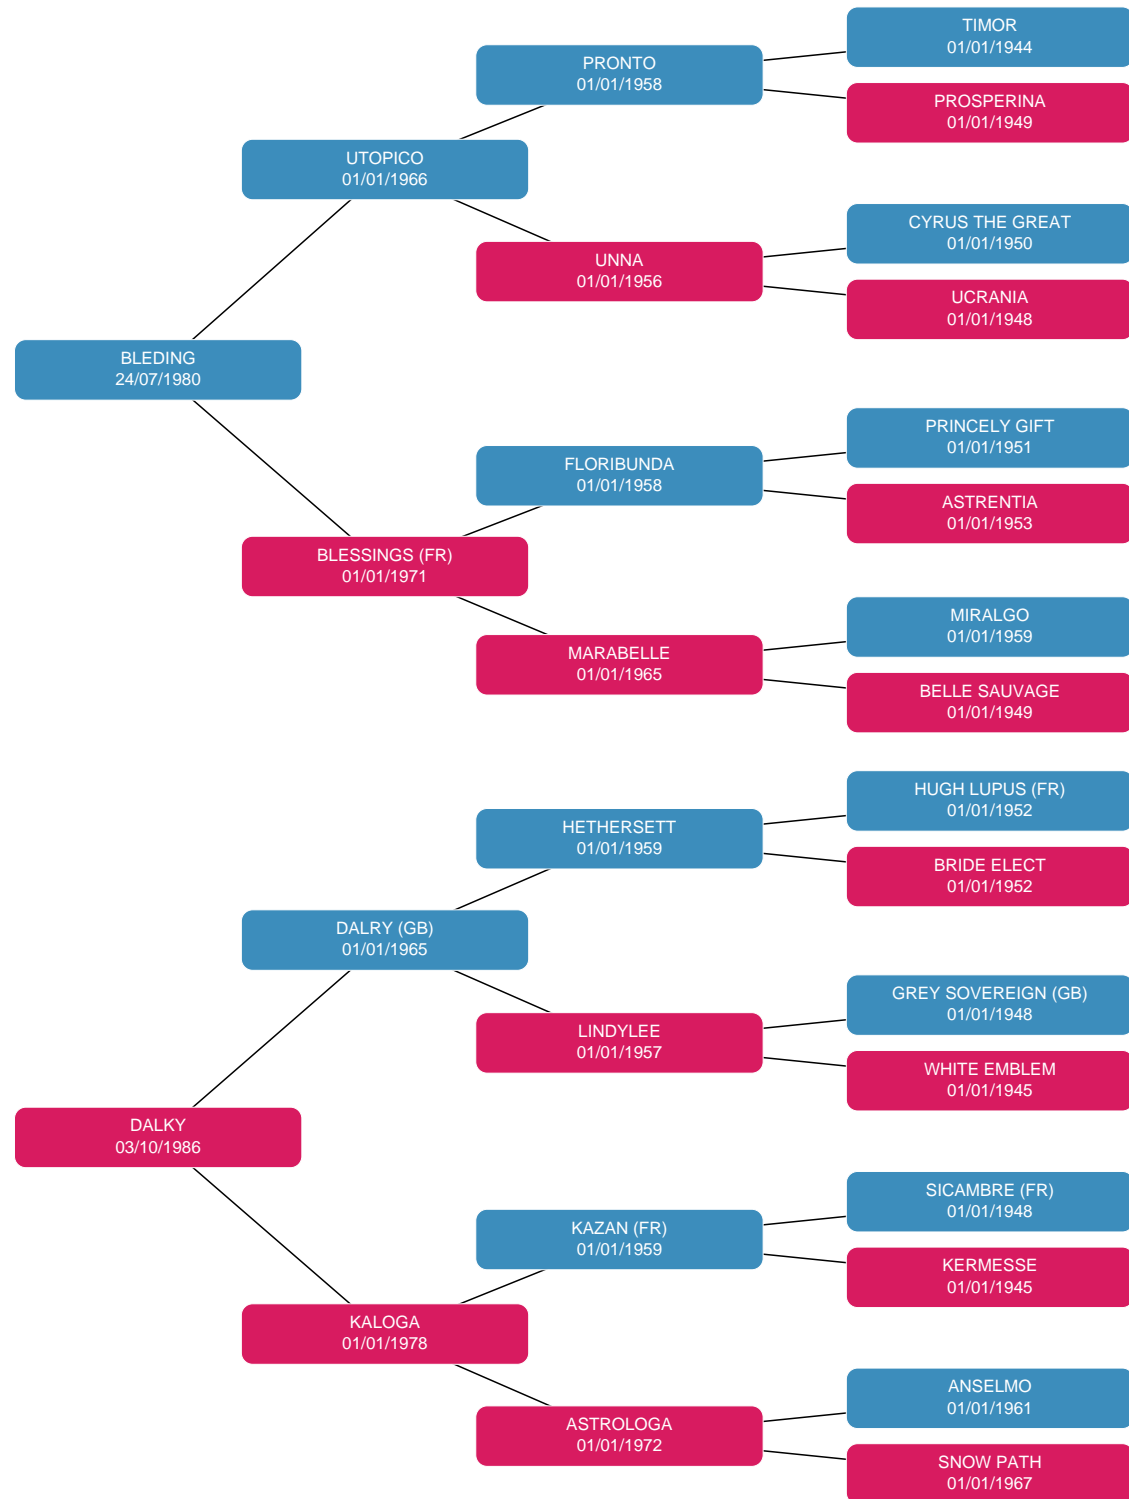 TIMOR
01/01/1944
PRONTO
01/01/1958
PROSPERINA
01/01/1949
UTOPICO
01/01/1966
CYRUS THE GREAT
01/01/1950
UNNA
01/01/1956
UCRANIA
01/01/1948
BLEDING
24/07/1980
PRINCELY GIFT
01/01/1951
FLORIBUNDA
01/01/1958
ASTRENTIA
01/01/1953
BLESSINGS (FR)
01/01/1971
MIRALGO
01/01/1959
MARABELLE
01/01/1965
BELLE SAUVAGE
01/01/1949
HUGH LUPUS (FR)
01/01/1952
HETHERSETT
01/01/1959
BRIDE ELECT
01/01/1952
DALRY (GB)
01/01/1965
GREY SOVEREIGN (GB)
01/01/1948
LINDYLEE
01/01/1957
WHITE EMBLEM
01/01/1945
DALKY
03/10/1986
SICAMBRE (FR)
01/01/1948
KAZAN (FR)
01/01/1959
KERMESSE
01/01/1945
KALOGA
01/01/1978
ANSELMO
01/01/1961
ASTROLOGA
01/01/1972
SNOW PATH
01/01/1967